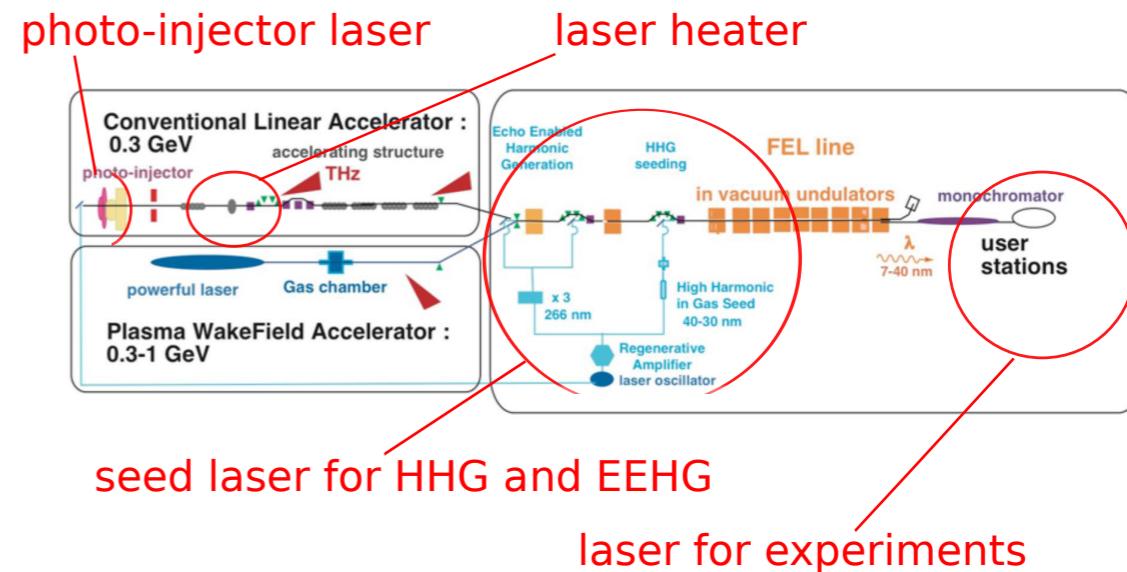 photo-injector laser
laser heater
Conventional Linear Accelerator :
0.3 GeV
accelerating structure
photo-injector
THz
Plasma WakeField Accelerator :
0.3-1 GeV
powerful laser
Gas chamber
Echo Enabled
Harmonic
Generation
HHG
seeding
FEL line
in vacuum undulators
monochromator
λ
7-40 nm
user
stations
x 3
266 nm
High Harmonic
in Gas Seed
40-30 nm
Regenerative
Amplifier
laser oscillator
seed laser for HHG and EEHG
laser for experiments